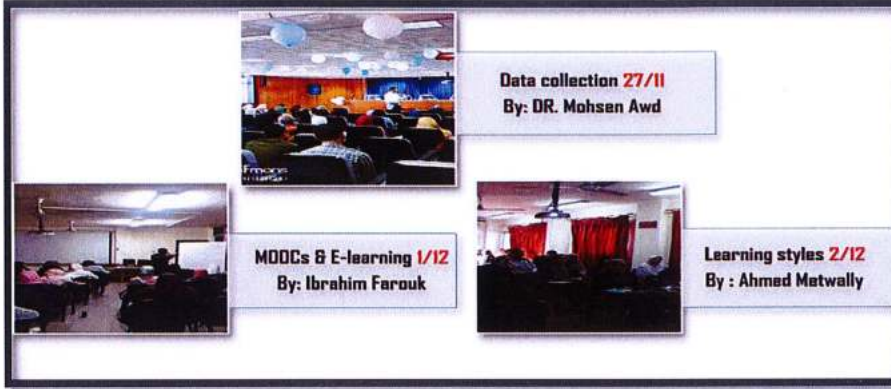 Data collection 27/11
By: DR. Mohsen Awd
MOOCs & E-learning 1/12
By: Ibrahim Farouk
Learning styles 2/12
By : Ahmed Metwally